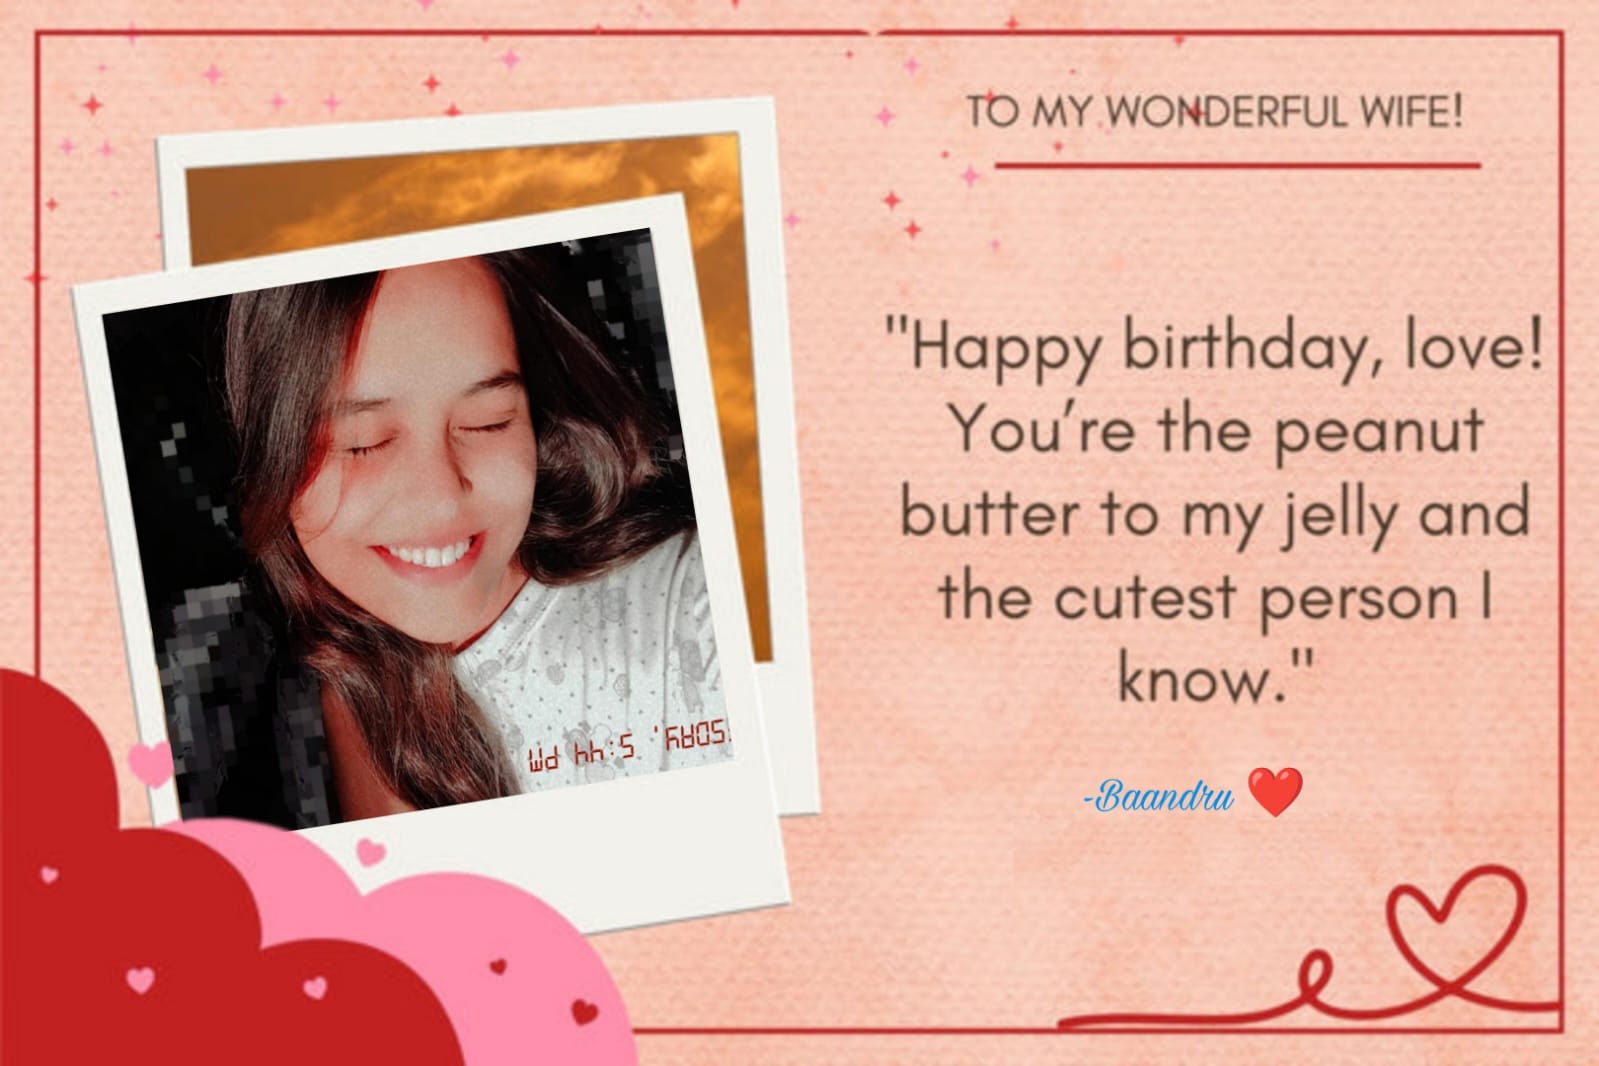 TO MY WONDERFUL WIFE!
"Happy birthday, love!
You’re the peanut
butter to my jelly and
the cutest person I
know."
-Baandru ❤️